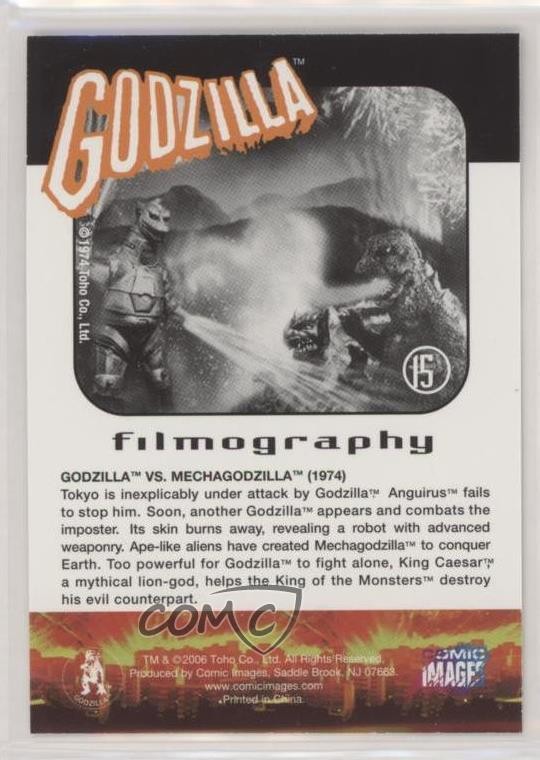 GODZILLA™
©1974 Toho Co., Ltd.
15
filmography
GODZILLA™ VS. MECHAGODZILLA™ (1974)
Tokyo is inexplicably under attack by Godzilla™. Anguirus™ fails
to stop him. Soon, another Godzilla™ appears and combats the
imposter. Its skin burns away, revealing a robot with advanced
weaponry. Ape-like aliens have created Mechagodzilla™ to conquer
Earth. Too powerful for Godzilla™ to fight alone, King Caesar™,
a mythical lion-god, helps the King of the Monsters™ destroy
his evil counterpart.
COMC
TM & ©2006 Toho Co., Ltd. All Rights Reserved.
Produced by Comic Images, Saddle Brook, NJ 07663.
www.comicimages.com
Printed in China.
GODZILLA
COMIC
IMAGES